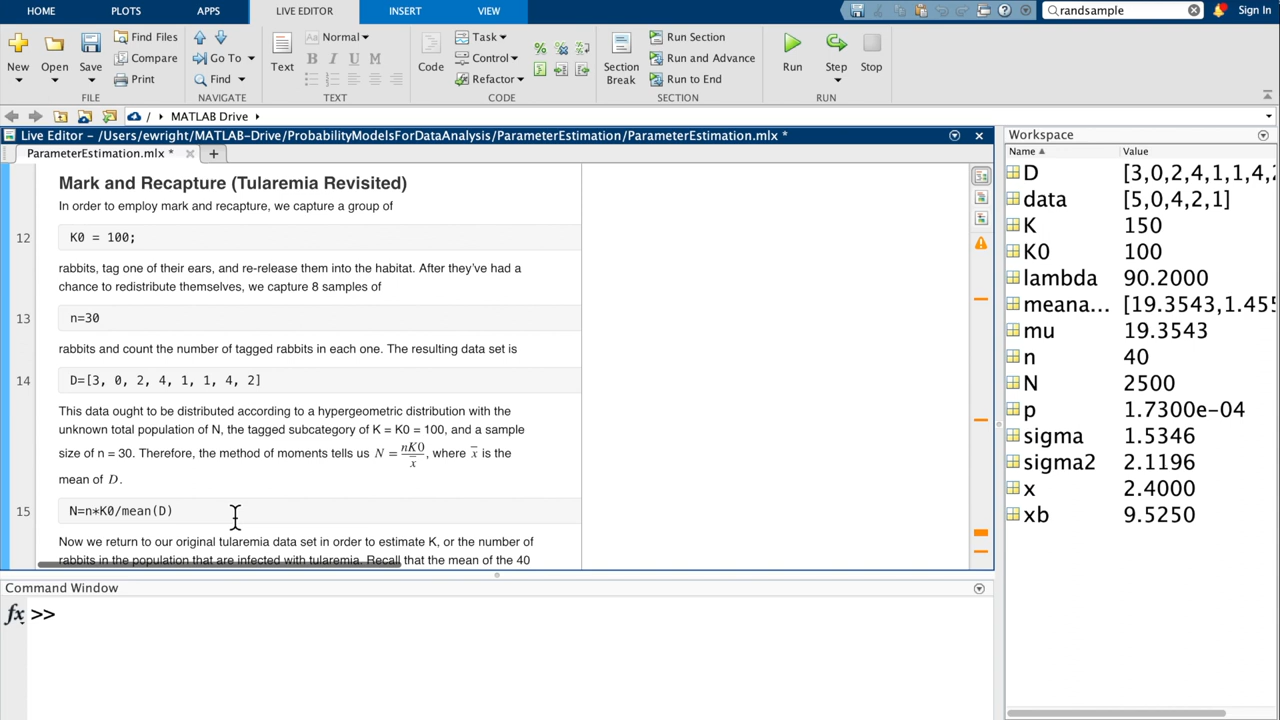 HOME PLOTS APPS LIVE EDITOR INSERT VIEW randsample Sign In
New Open Save Find Files Compare Print
FILE
Go To Find
NAVIGATE
Text Normal B I U M
TEXT
Code Task Control Refactor
CODE
Section Break Run Section Run and Advance Run to End
SECTION
Run Step Stop
RUN
/ ▸ MATLAB Drive ▸
Live Editor - /Users/ewright/MATLAB-Drive/ProbabilityModelsForDataAnalysis/ParameterEstimation/ParameterEstimation.mlx *
ParameterEstimation.mlx * × +
Mark and Recapture (Tularemia Revisited)
In order to employ mark and recapture, we capture a group of
12 K0 = 100;
rabbits, tag one of their ears, and re-release them into the habitat. After they've had a
chance to redistribute themselves, we capture 8 samples of
13 n=30
rabbits and count the number of tagged rabbits in each one. The resulting data set is
14 D=[3, 0, 2, 4, 1, 1, 4, 2]
This data ought to be distributed according to a hypergeometric distribution with the
unknown total population of N, the tagged subcategory of K = K0 = 100, and a sample
size of n = 30. Therefore, the method of moments tells us N = nK0/x̅, where x̅ is the
mean of D.
15 N=n*K0/mean(D)
Now we return to our original tularemia data set in order to estimate K, or the number of
rabbits in the population that are infected with tularemia. Recall that the mean of the 40
Command Window
fx >>
Workspace
Name Value
D [3,0,2,4,1,1,4,2
data [5,0,4,2,1]
K 150
K0 100
lambda 90.2000
meana... [19.3543,1.455
mu 19.3543
n 40
N 2500
p 1.7300e-04
sigma 1.5346
sigma2 2.1196
x 2.4000
xb 9.5250